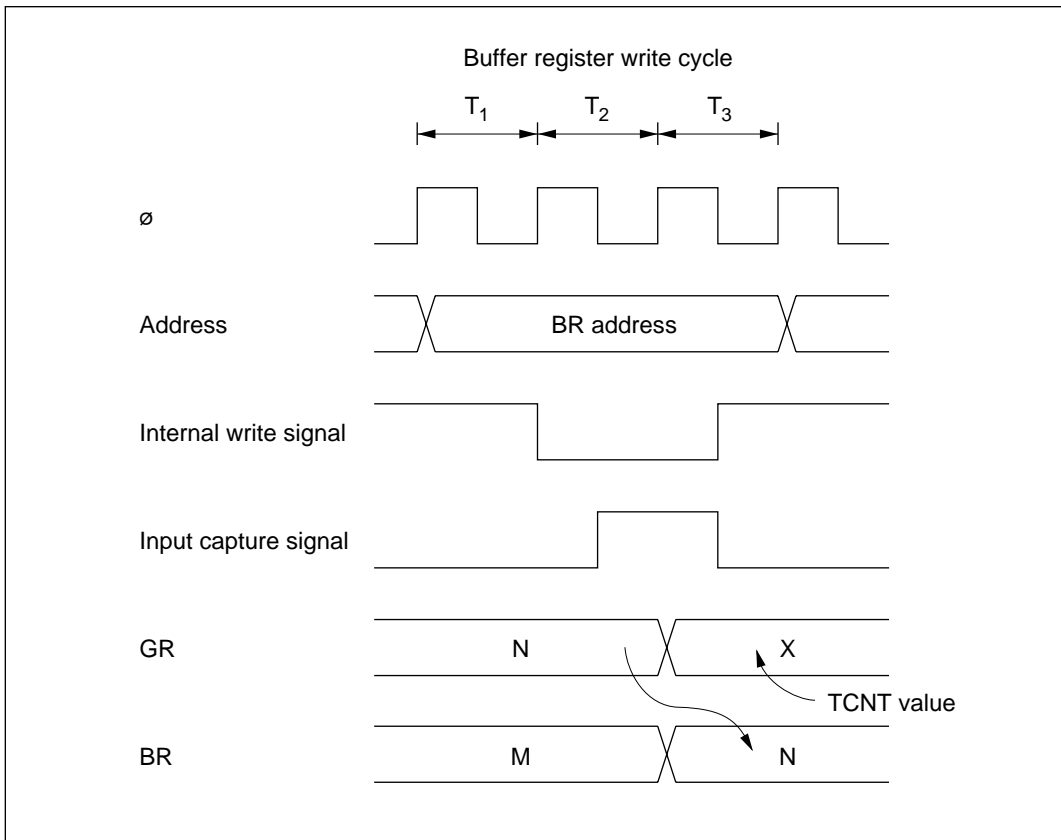 Buffer register write cycle
T1 T2 T3
ø
Address BR address
Internal write signal
Input capture signal
GR N X
TCNT value
BR M N